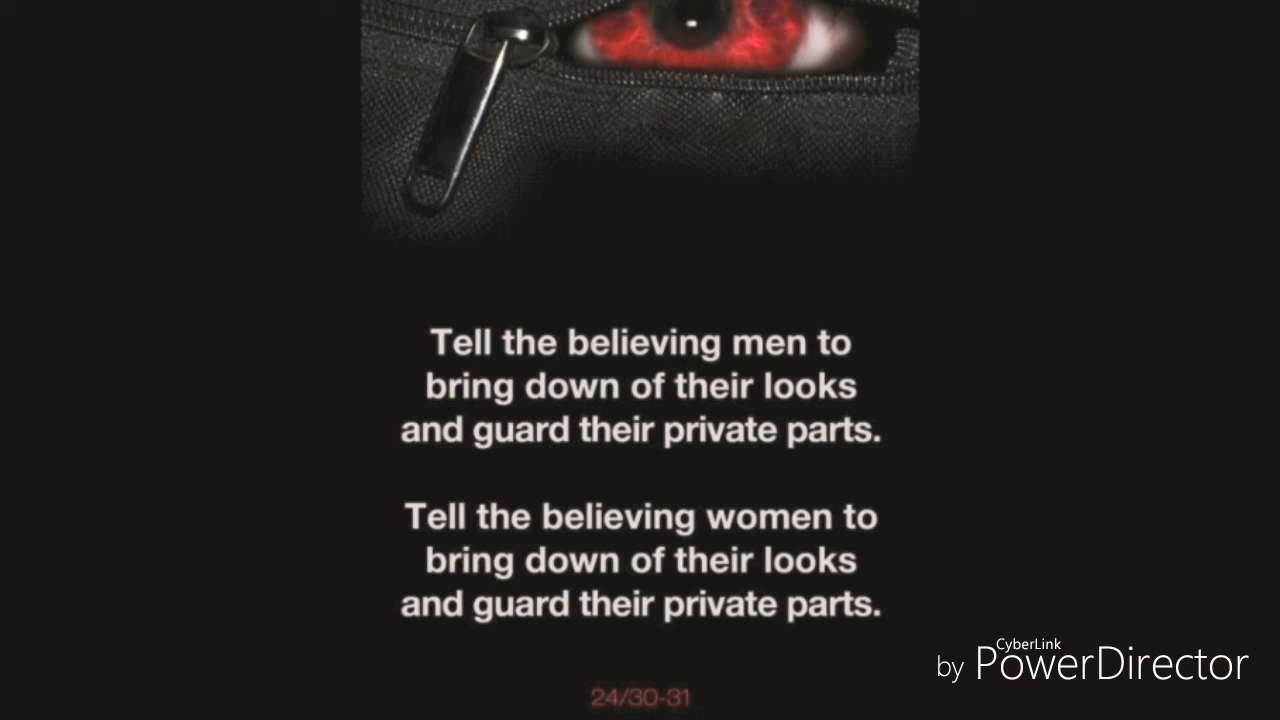 Tell the believing men to
bring down of their looks
and guard their private parts.
Tell the believing women to
bring down of their looks
and guard their private parts.
CyberLink
by PowerDirector
24/30-31